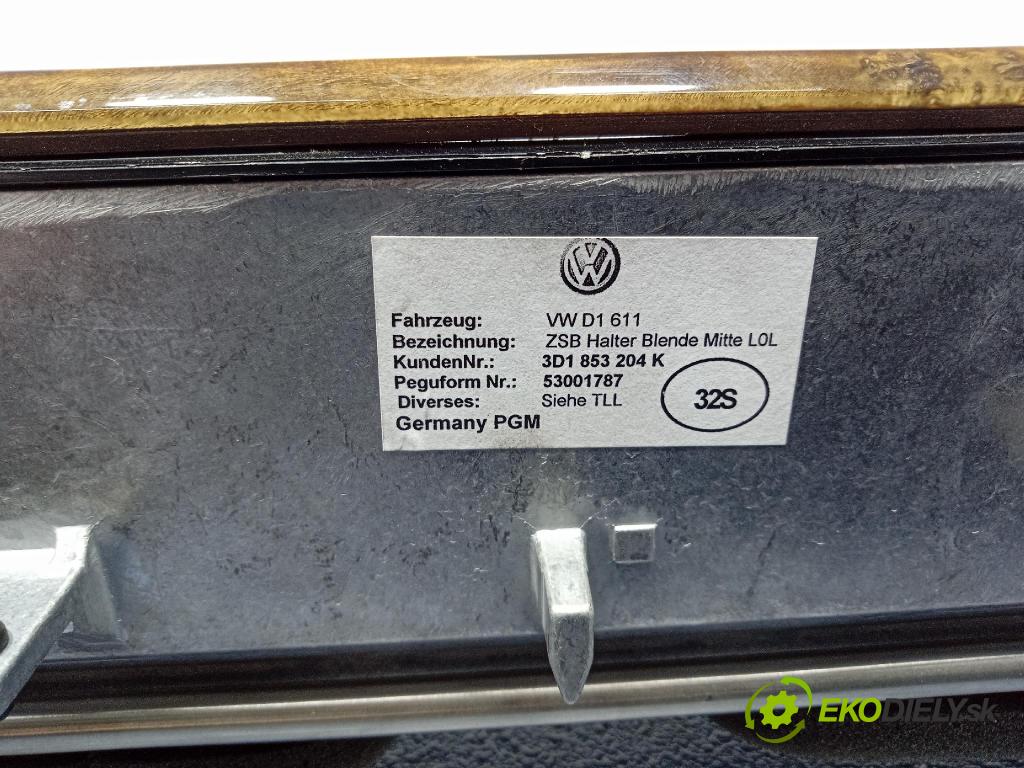 VW
Fahrzeug: VW D1 611
Bezeichnung: ZSB Halter Blende Mitte L0L
KundenNr.: 3D1 853 204 K
Peguform Nr.: 53001787
Diverses: Siehe TLL
32S
Germany PGM
EKODIELY.sk